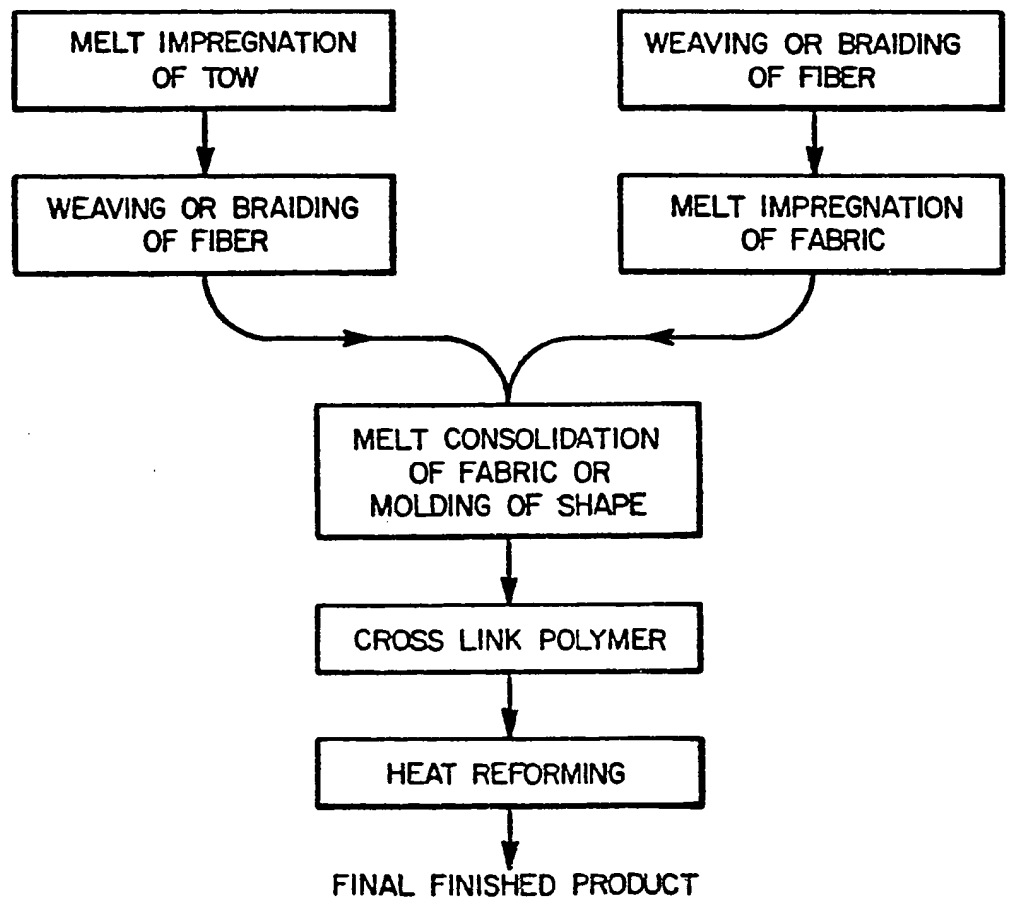 MELT IMPREGNATION
OF TOW
WEAVING OR BRAIDING
OF FIBER
WEAVING OR BRAIDING
OF FIBER
MELT IMPREGNATION
OF FABRIC
MELT CONSOLIDATION
OF FABRIC OR
MOLDING OF SHAPE
CROSS LINK POLYMER
HEAT REFORMING
FINAL FINISHED PRODUCT